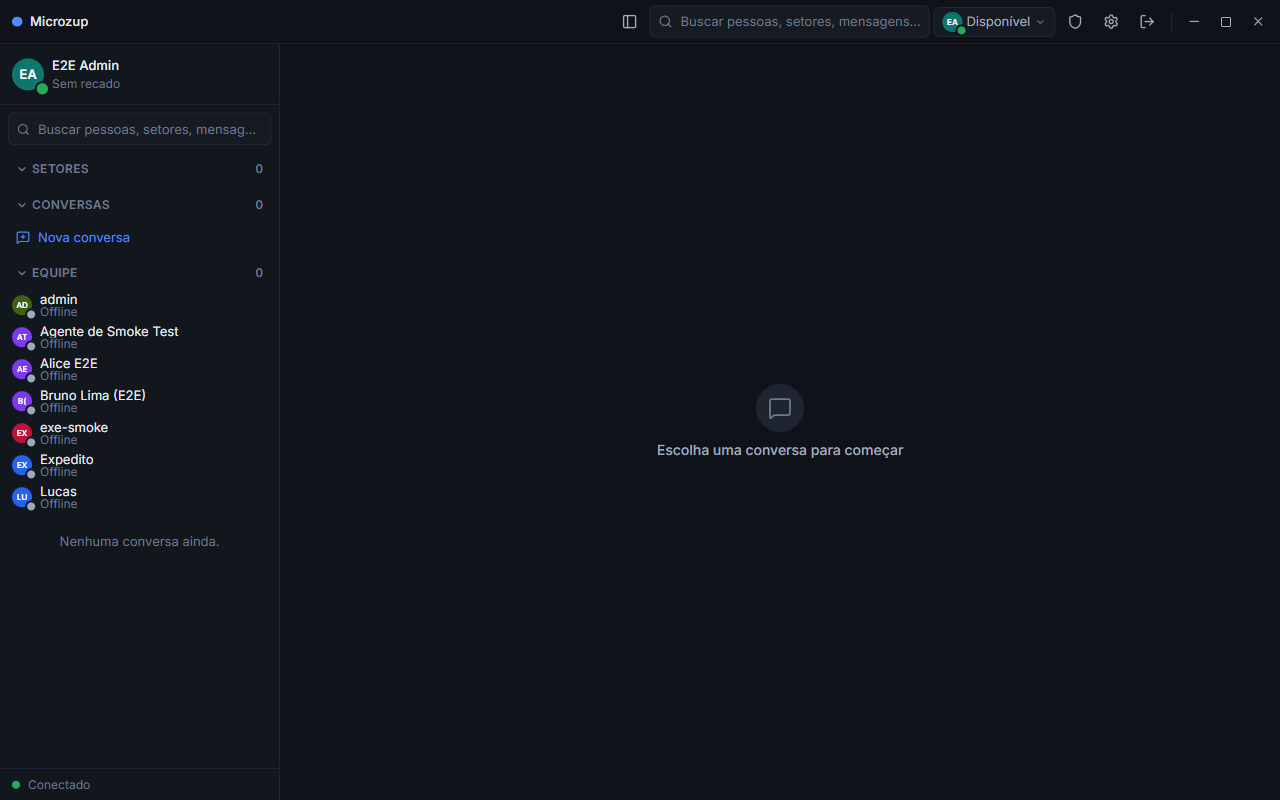 Microzup
Buscar pessoas, setores, mensagens...
EA Disponível
EA E2E Admin
Sem recado
Buscar pessoas, setores, mensag...
SETORES 0
CONVERSAS 0
Nova conversa
EQUIPE 0
AD admin
Offline
AT Agente de Smoke Test
Offline
AE Alice E2E
Offline
B( Bruno Lima (E2E)
Offline
EX exe-smoke
Offline
EX Expedito
Offline
LU Lucas
Offline
Nenhuma conversa ainda.
Escolha uma conversa para começar
Conectado